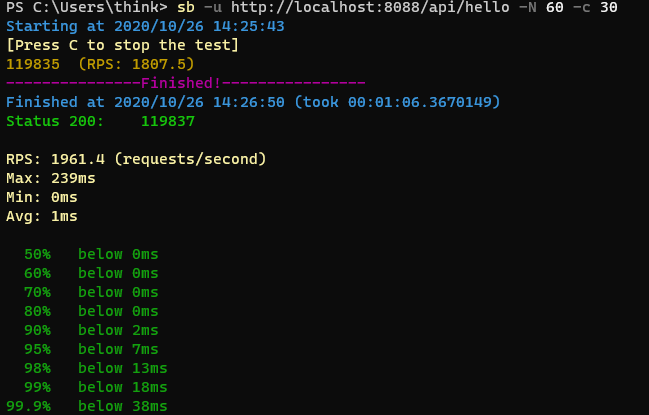 PS C:\Users\think> sb -u http://localhost:8088/api/hello -N 60 -c 30
Starting at 2020/10/26 14:25:43
[Press C to stop the test]
119835  (RPS: 1807.5)
---------------Finished!----------------
Finished at 2020/10/26 14:26:50 (took 00:01:06.3670149)
Status 200:    119837

RPS: 1961.4 (requests/second)
Max: 239ms
Min: 0ms
Avg: 1ms

  50%   below 0ms
  60%   below 0ms
  70%   below 0ms
  80%   below 0ms
  90%   below 2ms
  95%   below 7ms
  98%   below 13ms
  99%   below 18ms
99.9%   below 38ms